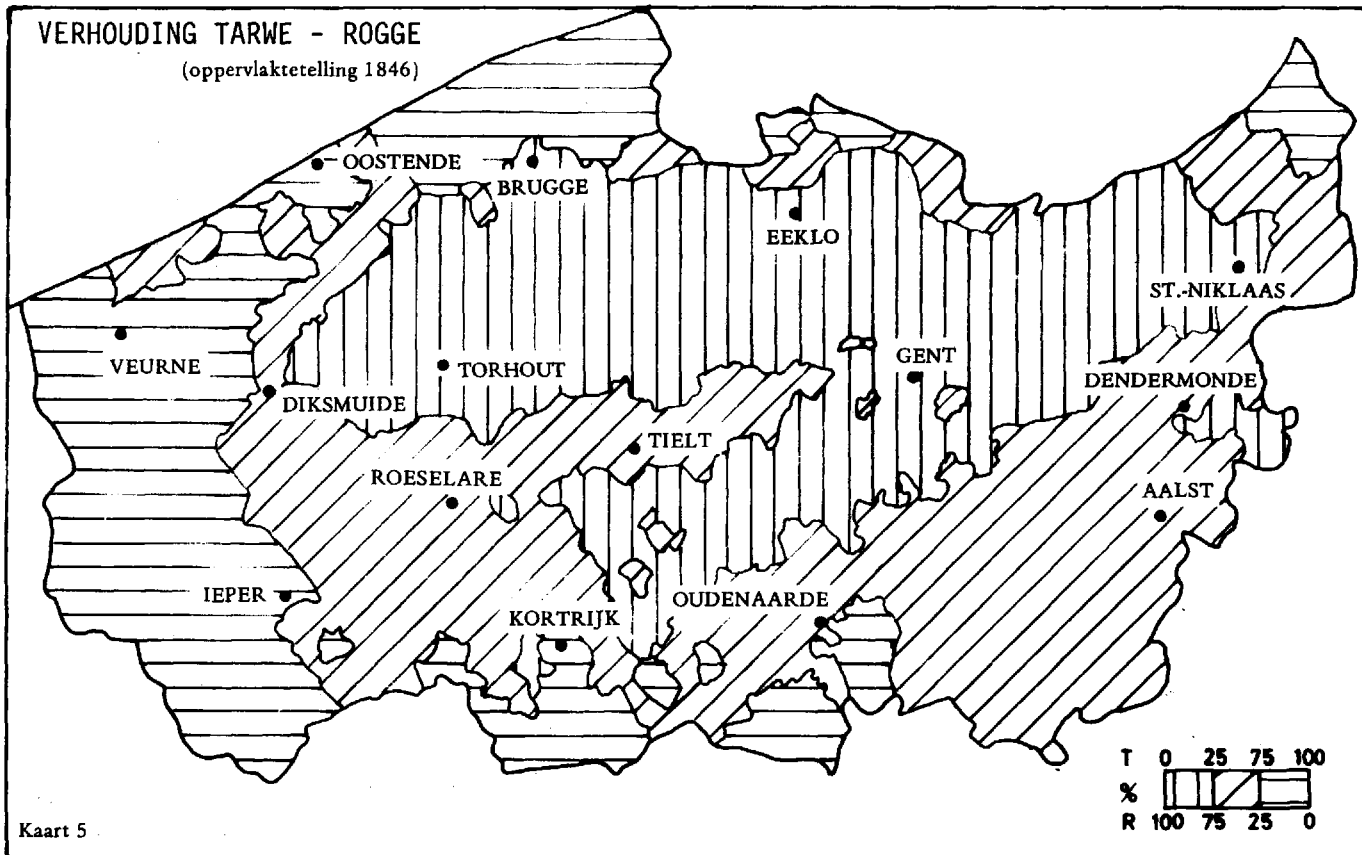 VERHOUDING TARWE - ROGGE
(oppervlaktetelling 1846)
OOSTENDE
BRUGGE
EEKLO
ST.-NIKLAAS
VEURNE
TORHOUT
GENT
DENDERMONDE
DIKSMUIDE
TIELT
ROESELARE
AALST
IEPER
KORTRIJK
OUDENAARDE
T 0 25 75 100
%
R 100 75 25 0
Kaart 5